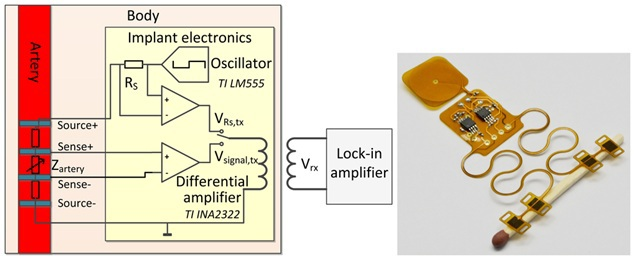 Body
Artery
Implant electronics
Oscillator
TI LM555
RS
Source+
VRs,tx
Sense+
Zartery
Vsignal,tx
Vrx
Lock-in
amplifier
Sense-
Differential
amplifier
Source-
TI INA2322